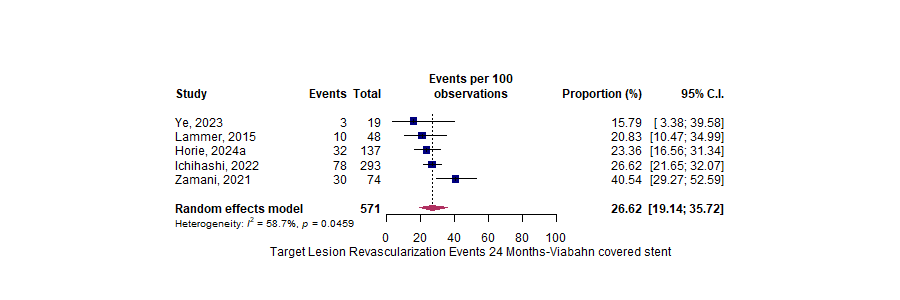 Events per 100
Study Events Total observations Proportion (%) 95% C.I.
Ye, 2023 3 19 15.79 [ 3.38; 39.58]
Lammer, 2015 10 48 20.83 [10.47; 34.99]
Horie, 2024a 32 137 23.36 [16.56; 31.34]
Ichihashi, 2022 78 293 26.62 [21.65; 32.07]
Zamani, 2021 30 74 40.54 [29.27; 52.59]
Random effects model 571 26.62 [19.14; 35.72]
Heterogeneity: I² = 58.7%, p = 0.0459
0 20 40 60 80 100
Target Lesion Revascularization Events 24 Months-Viabahn covered stent